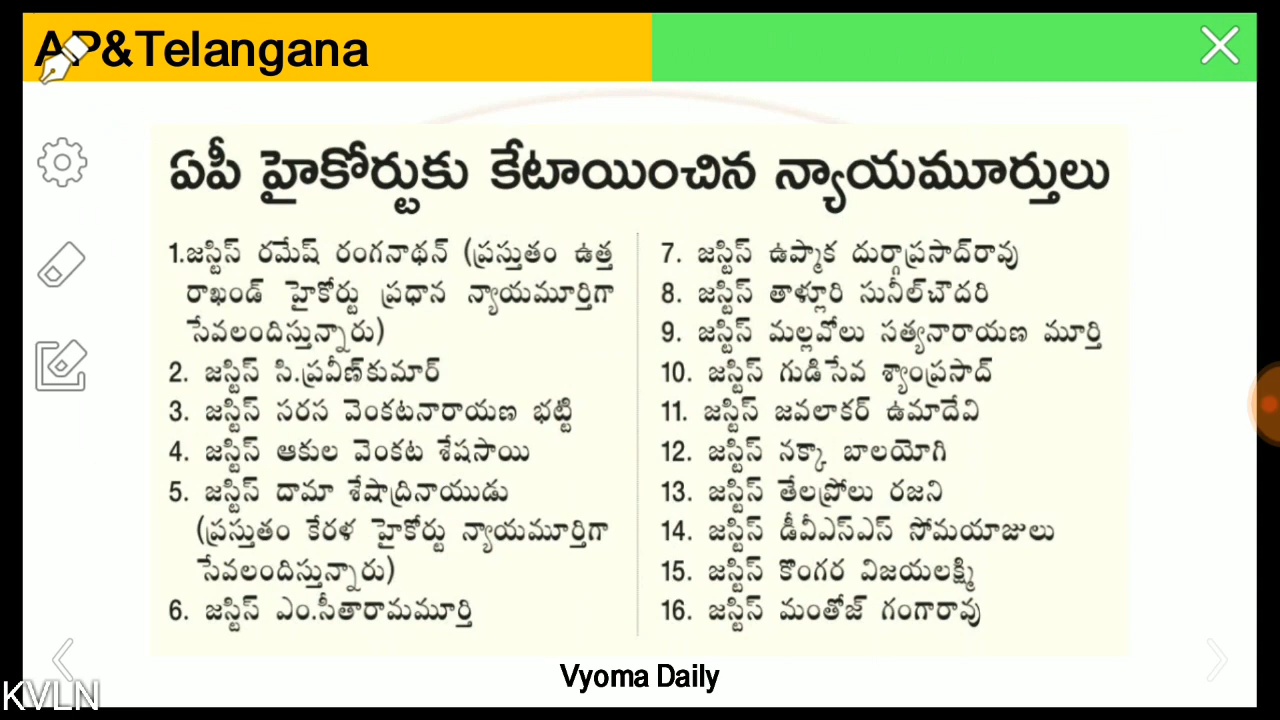 AP&Telangana
ఏపీ హైకోర్టుకు కేటాయించిన న్యాయమూర్తులు
1.జస్టిస్ రమేష్ రంగనాథన్ (ప్రస్తుతం ఉత్త
రాఖండ్ హైకోర్టు ప్రధాన న్యాయమూర్తిగా
సేవలందిస్తున్నారు)
2. జస్టిస్ సి.ప్రవీణ్‌కుమార్
3. జస్టిస్ సరస వెంకటనారాయణ భట్టి
4. జస్టిస్ ఆకుల వెంకట శేషసాయి
5. జస్టిస్ దామా శేషాద్రినాయుడు
(ప్రస్తుతం కేరళ హైకోర్టు న్యాయమూర్తిగా
సేవలందిస్తున్నారు)
6. జస్టిస్ ఎం.సీతారామమూర్తి
7. జస్టిస్ ఉప్మాక దుర్గాప్రసాద్‌రావు
8. జస్టిస్ తాళ్లూరి సునీల్‌చౌదరి
9. జస్టిస్ మల్లవోలు సత్యనారాయణ మూర్తి
10. జస్టిస్ గుడిసేవ శ్యాంప్రసాద్
11. జస్టిస్ జవలాకర్ ఉమాదేవి
12. జస్టిస్ నక్కా బాలయోగి
13. జస్టిస్ తేలప్రోలు రజని
14. జస్టిస్ డీవీఎస్ఎస్ సోమయాజులు
15. జస్టిస్ కొంగర విజయలక్ష్మి
16. జస్టిస్ మంతోజ్ గంగారావు
Vyoma Daily
KVLN